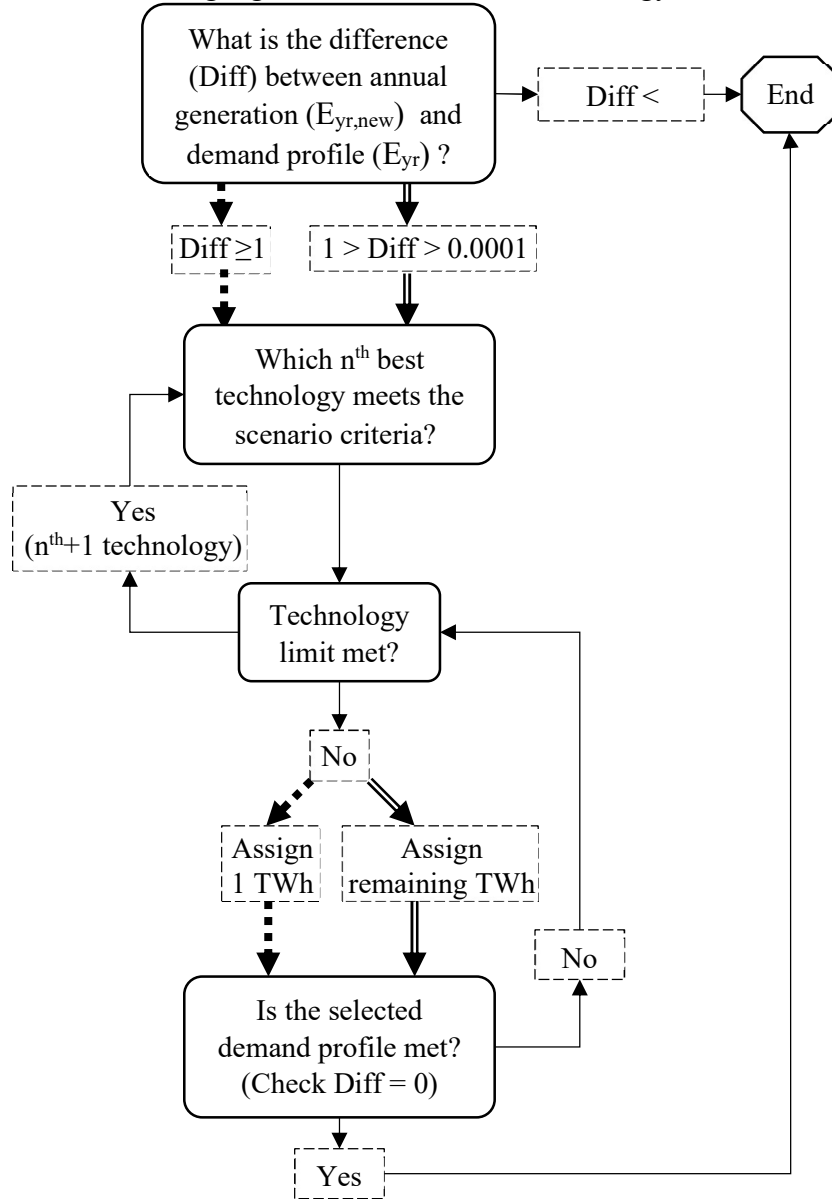 What is the difference
(Diff) between annual
generation (Eyr,new) and
demand profile (Eyr) ?
Diff <
End
Diff ≥1
1 > Diff > 0.0001
Which nth best
technology meets the
scenario criteria?
Yes
(nth+1 technology)
Technology
limit met?
No
Assign
1 TWh
Assign
remaining TWh
No
Is the selected
demand profile met?
(Check Diff = 0)
Yes